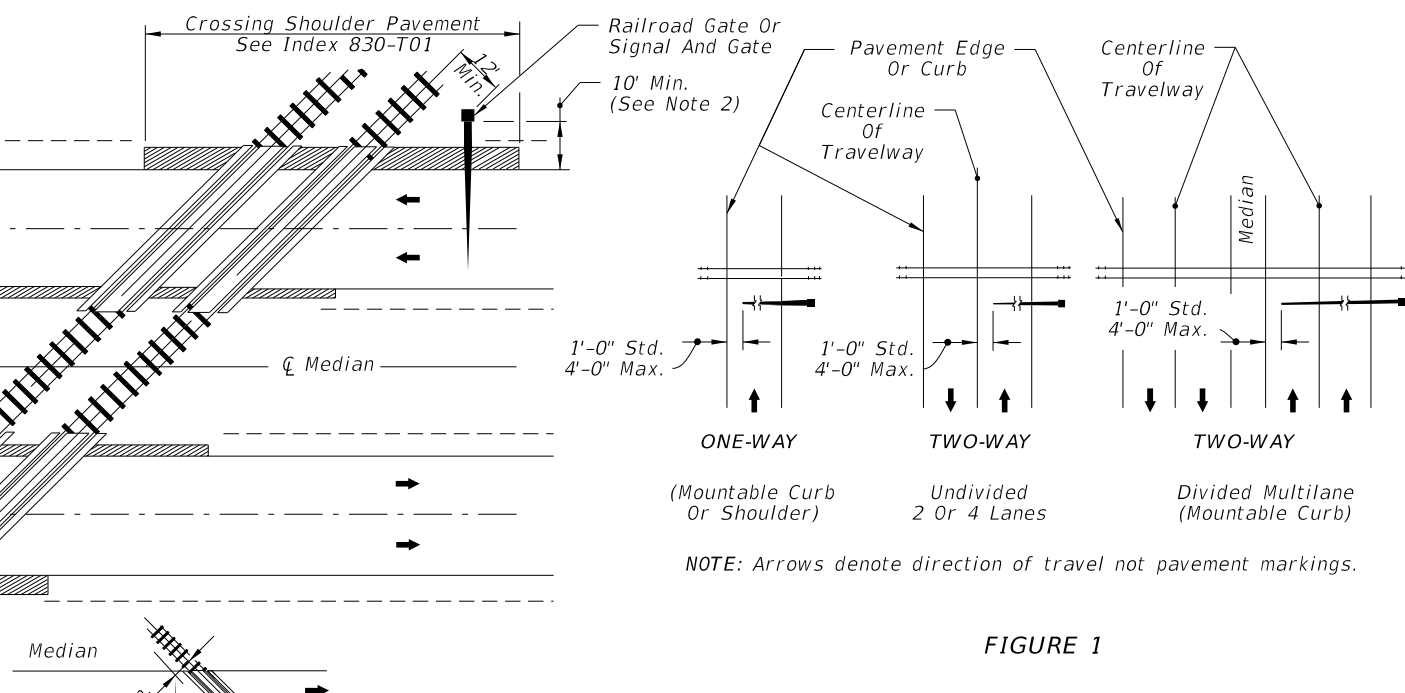 Crossing Shoulder Pavement
See Index 830-T01
12'
Min.
Railroad Gate Or
Signal And Gate
10' Min.
(See Note 2)
℄ Median
Median
Pavement Edge
Or Curb
Centerline
Of
Travelway
Centerline
Of
Travelway
Median
1'-0" Std.
4'-0" Max.
1'-0" Std.
4'-0" Max.
1'-0" Std.
4'-0" Max.
ONE-WAY
(Mountable Curb
Or Shoulder)
TWO-WAY
Undivided
2 Or 4 Lanes
TWO-WAY
Divided Multilane
(Mountable Curb)
NOTE: Arrows denote direction of travel not pavement markings.
FIGURE 1